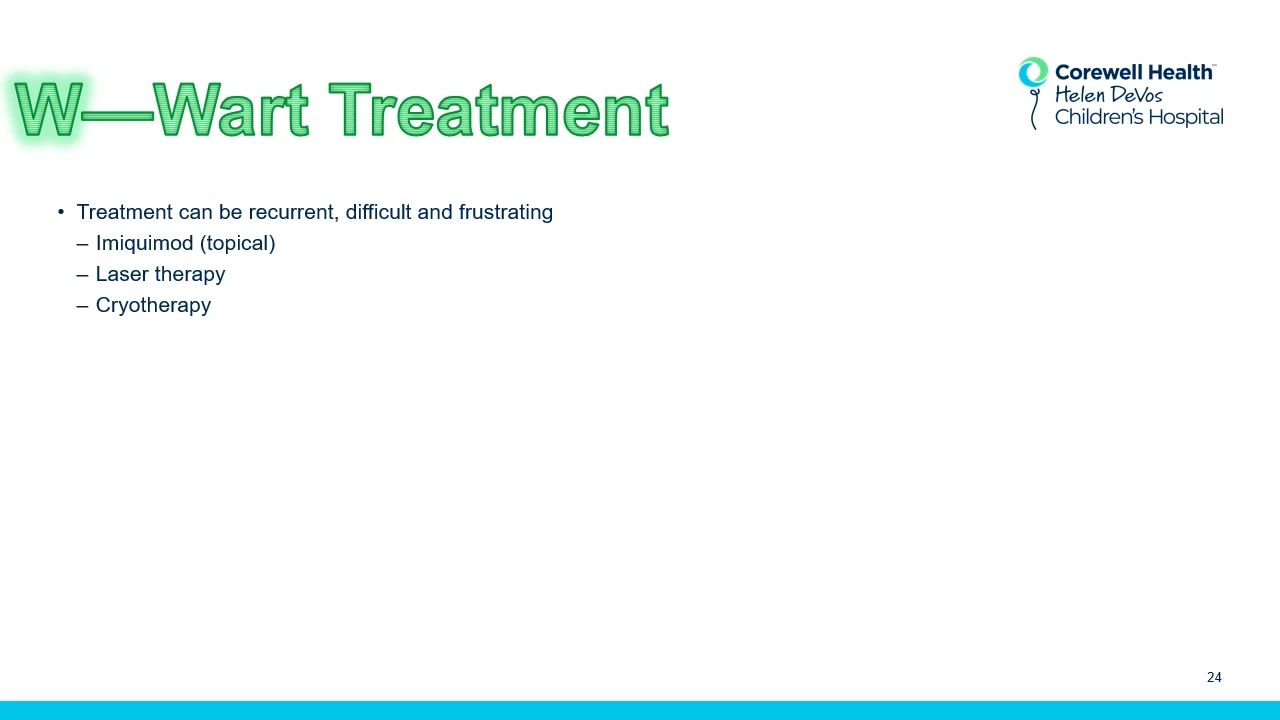 W—Wart Treatment
Corewell Health™
Helen DeVos
Children's Hospital
• Treatment can be recurrent, difficult and frustrating
– Imiquimod (topical)
– Laser therapy
– Cryotherapy
24